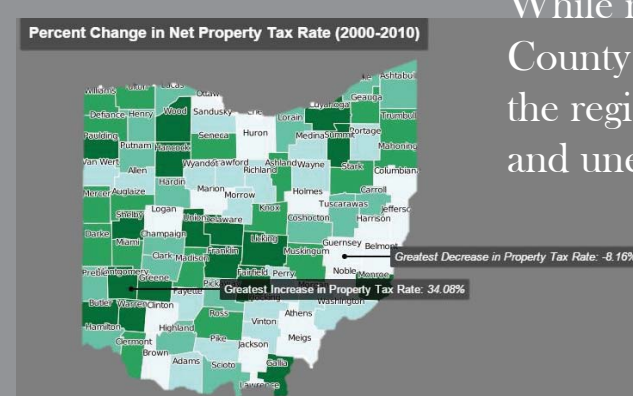 Percent Change in Net Property Tax Rate (2000-2010)
While
County
the regi
and une
Lucas Ashtabul
Geauga
Defiance Henry Wood Sandusky Lorain Trumbul
Paulding Seneca Huron Medina Summit Portage
Putnam Hancock Mahoning
Van Wert Wyandot Crawford Ashland Wayne Stark
Allen Richland Columbian
Hardin Marion Holmes Carroll
Mercer Auglaize Morrow Tuscarawas
Logan Knox Coshocton Harrison Jefferso
Shelby Union Delaware
Darke Champaign Licking Guernsey Belmont
Miami Franklin Muskingum
Clark Madison Noble Monroe
Greatest Decrease in Property Tax Rate: -8.16%
Preble Montgomery Greene Fairfield Perry
Greatest Increase in Property Tax Rate: 34.08%
Fayette Washington
Butler Warren Clinton Ross Athens
Hamilton Highland Vinton
Clermont Pike Jackson Meigs
Brown Adams Scioto Gallia
Lawrence